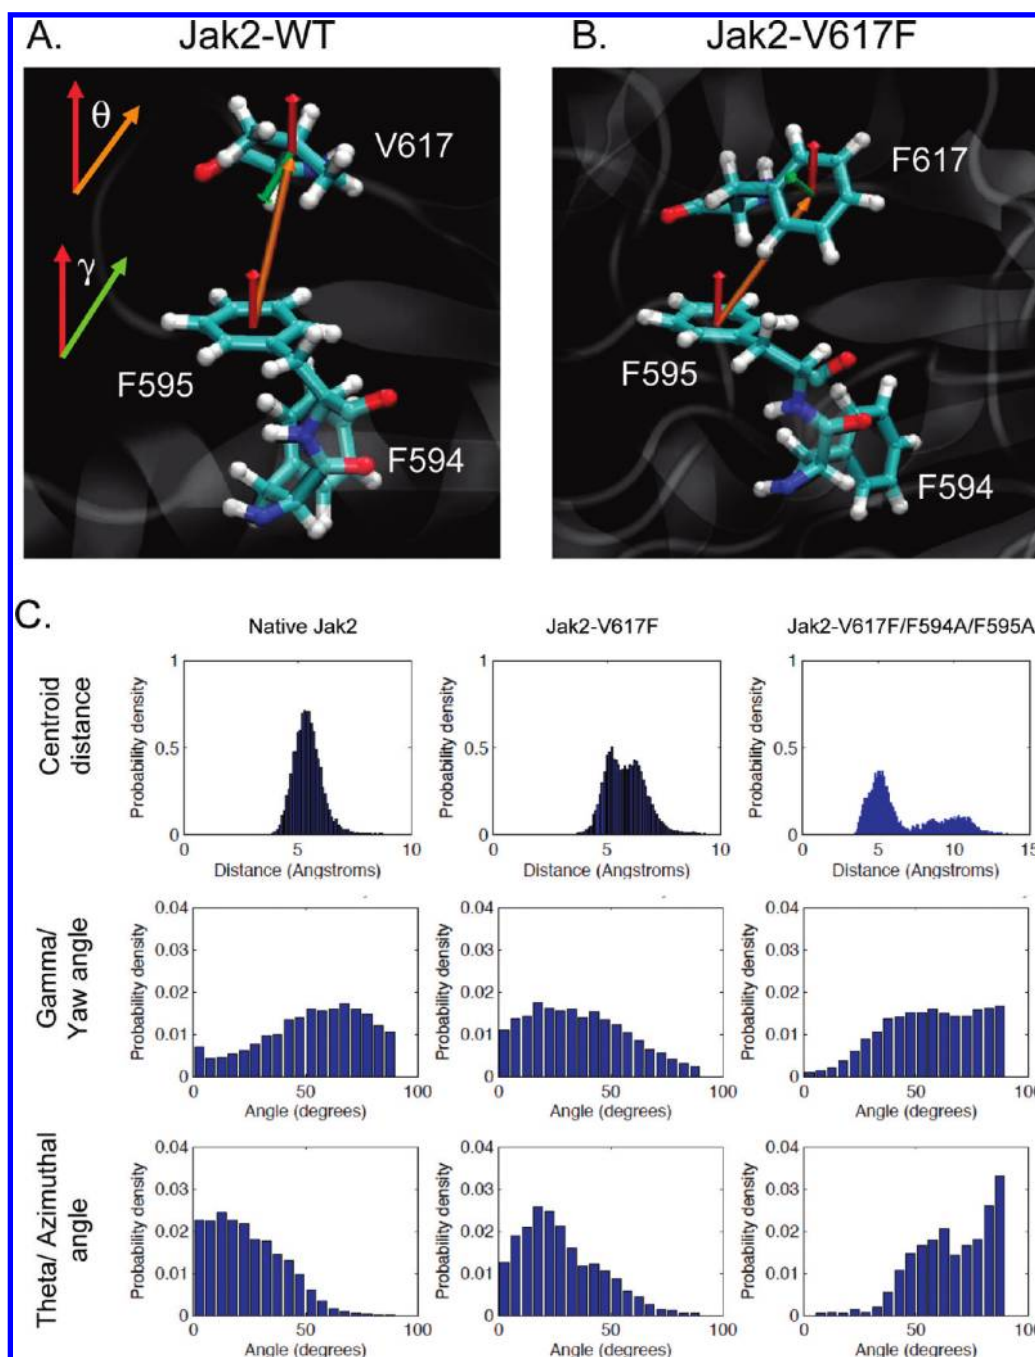 A. Jak2-WT
B. Jak2-V617F
θ
V617
F617
γ
F595
F595
F594
F594
C.
Native Jak2
Jak2-V617F
Jak2-V617F/F594A/F595A
Centroid
distance
Probability density
1
0.5
0
0 5 10
Distance (Angstroms)
Probability density
1
0.5
0
0 5 10
Distance (Angstroms)
Probability density
1
0.5
0
0 5 10 15
Distance (Angstroms)
Gamma/
Yaw angle
Probability density
0.04
0.03
0.02
0.01
0
0 50 100
Angle (degrees)
Probability density
0.04
0.03
0.02
0.01
0
0 50 100
Angle (degrees)
Probability density
0.04
0.03
0.02
0.01
0
0 50 100
Angle (degrees)
Theta/ Azimuthal
angle
Probability density
0.04
0.03
0.02
0.01
0
0 50 100
Angle (degrees)
Probability density
0.04
0.03
0.02
0.01
0
0 50 100
Angle (degrees)
Probability density
0.04
0.03
0.02
0.01
0
0 50 100
Angle (degrees)